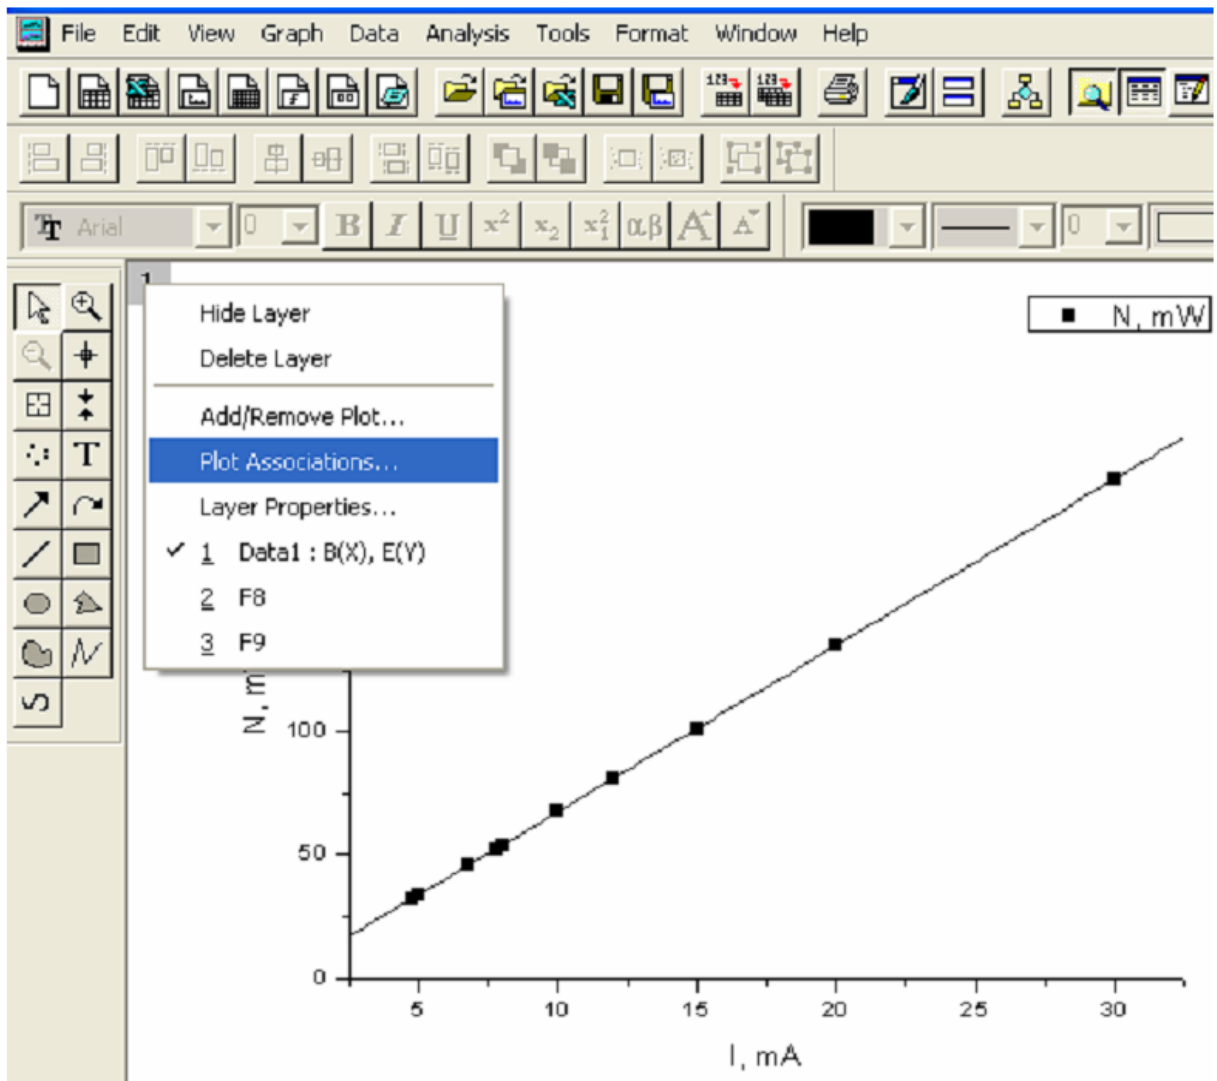 File Edit View Graph Data Analysis Tools Format Window Help
123 123
Arial 0 B I U x² x₂ x₁² αβ A A 0
1
Hide Layer
Delete Layer
Add/Remove Plot...
Plot Associations...
Layer Properties...
1 Data1 : B(X), E(Y)
2 F8
3 F9
T
N, mW
N, m
100
50
0
5 10 15 20 25 30
I, mA